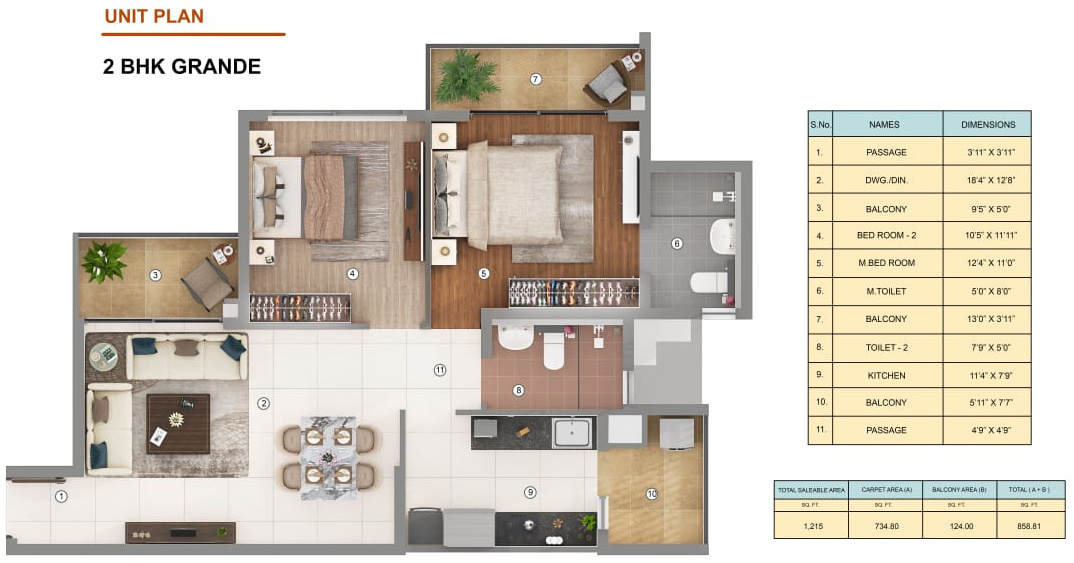 UNIT PLAN
2 BHK GRANDE
7
6
3
4
5
11
8
2
1
9
10
S.No. NAMES DIMENSIONS
1. PASSAGE 3'11" X 3'11"
2. DWG./DIN. 18'4" X 12'8"
3. BALCONY 9'5" X 5'0"
4. BED ROOM - 2 10'5" X 11'11"
5. M.BED ROOM 12'4" X 11'0"
6. M.TOILET 5'0" X 8'0"
7. BALCONY 13'0" X 3'11"
8. TOILET - 2 7'9" X 5'0"
9. KITCHEN 11'4" X 7'9"
10. BALCONY 5'11" X 7'7"
11. PASSAGE 4'9" X 4'9"
TOTAL SALEABLE AREA CARPET AREA (A) BALCONY AREA (B) TOTAL ( A + B )
SQ. FT. SQ. FT. SQ. FT. SQ. FT.
1,215 734.80 124.00 858.81